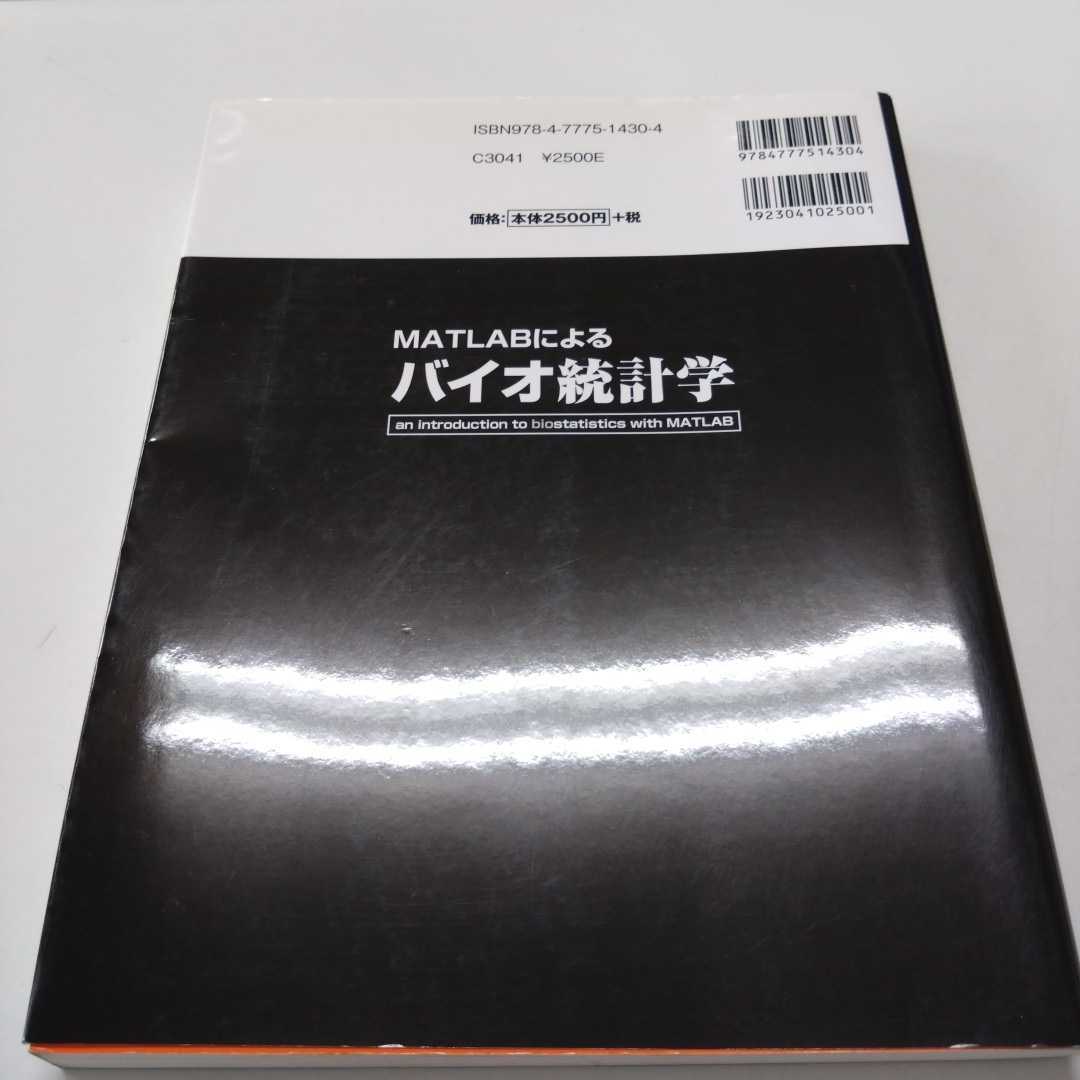 ISBN978-4-7775-1430-4
9784777514304
C3041 ¥2500E
1923041025001
価格：本体2500円+税
MATLABによる
バイオ統計学
an introduction to biostatistics with MATLAB